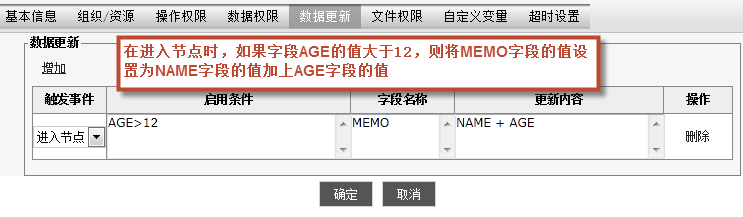 基本信息 组织/资源 操作权限 数据权限 数据更新 文件权限 自定义变量 超时设置
数据更新
在进入节点时，如果字段AGE的值大于12，则将MEMO字段的值设
置为NAME字段的值加上AGE字段的值
增加
触发事件 启用条件 字段名称 更新内容 操作
进入节点 AGE>12 MEMO NAME + AGE 删除
确定 取消